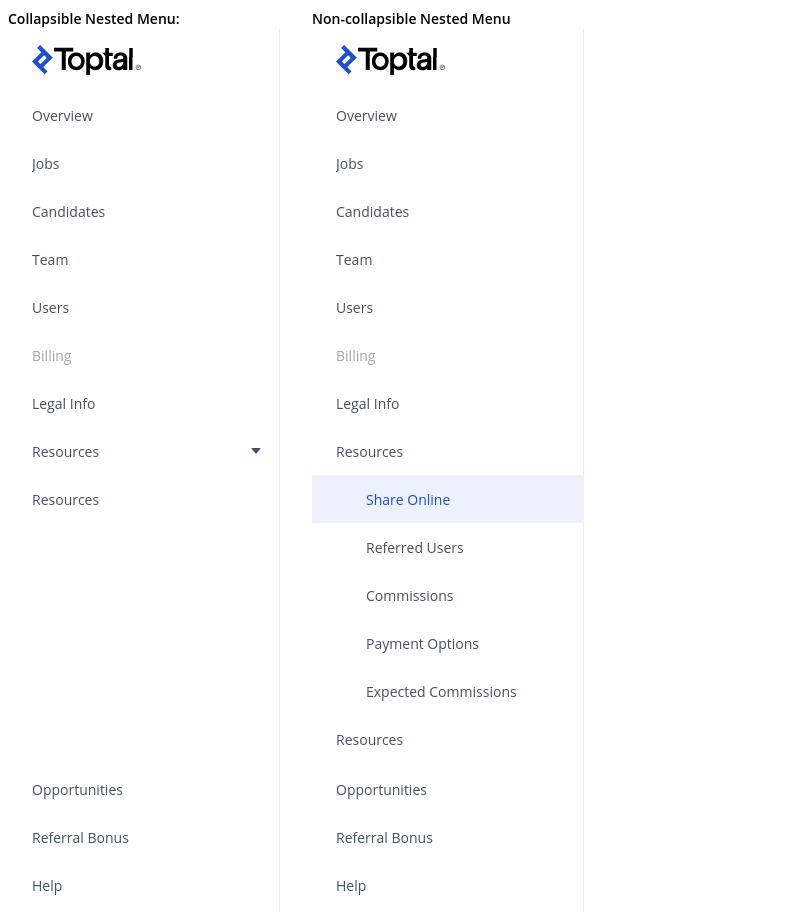 Collapsible Nested Menu:
Toptal®
Overview
Jobs
Candidates
Team
Users
Billing
Legal Info
Resources
Resources
Opportunities
Referral Bonus
Help
Non-collapsible Nested Menu
Toptal®
Overview
Jobs
Candidates
Team
Users
Billing
Legal Info
Resources
Share Online
Referred Users
Commissions
Payment Options
Expected Commissions
Resources
Opportunities
Referral Bonus
Help